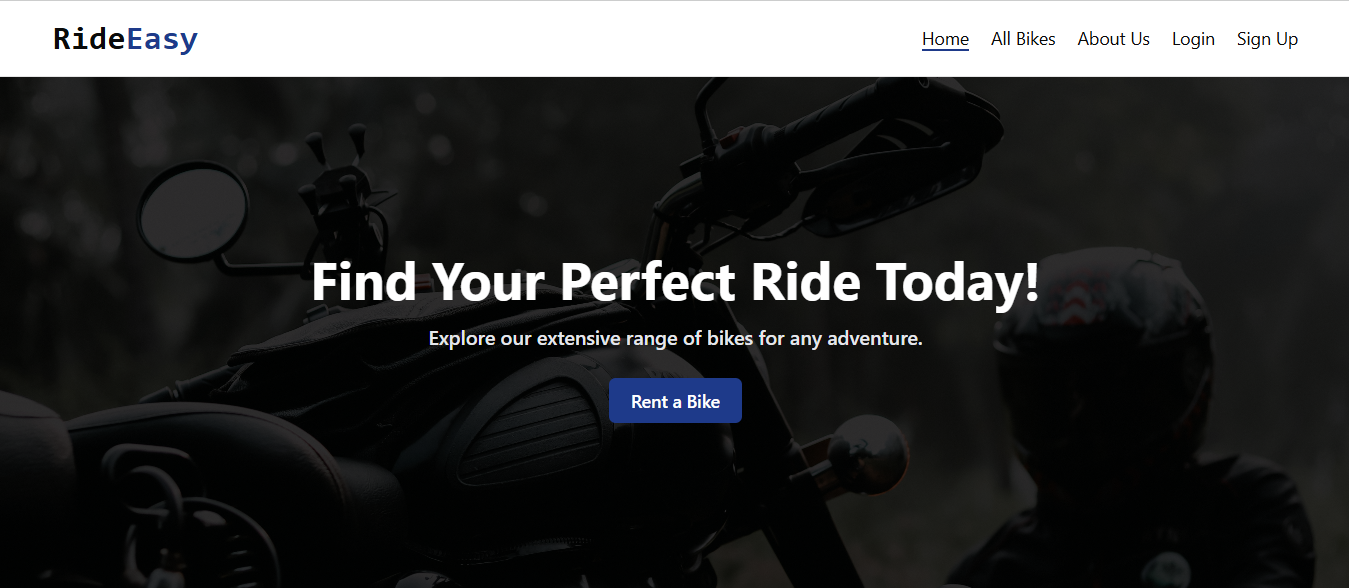 RideEasy
Home All Bikes About Us Login Sign Up
Find Your Perfect Ride Today!
Explore our extensive range of bikes for any adventure.
Rent a Bike